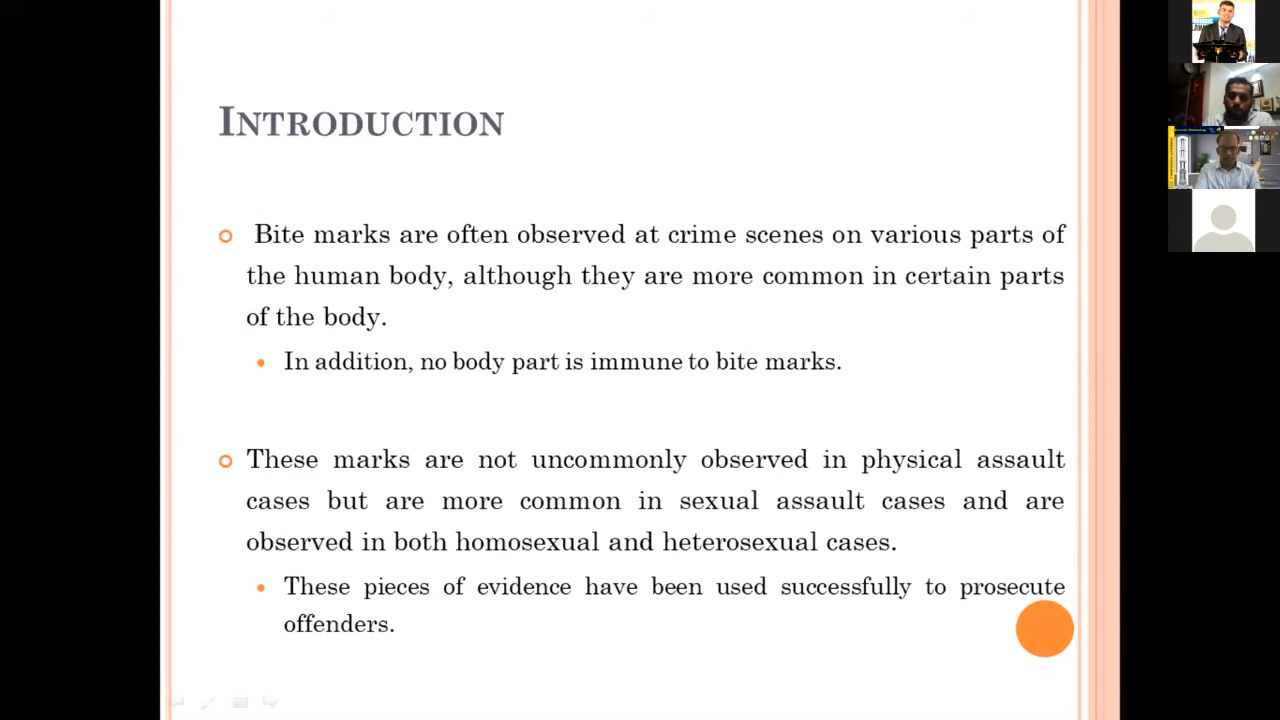 INTRODUCTION
Bite marks are often observed at crime scenes on various parts of
the human body, although they are more common in certain parts
of the body.
In addition, no body part is immune to bite marks.
These marks are not uncommonly observed in physical assault
cases but are more common in sexual assault cases and are
observed in both homosexual and heterosexual cases.
These pieces of evidence have been used successfully to prosecute
offenders.